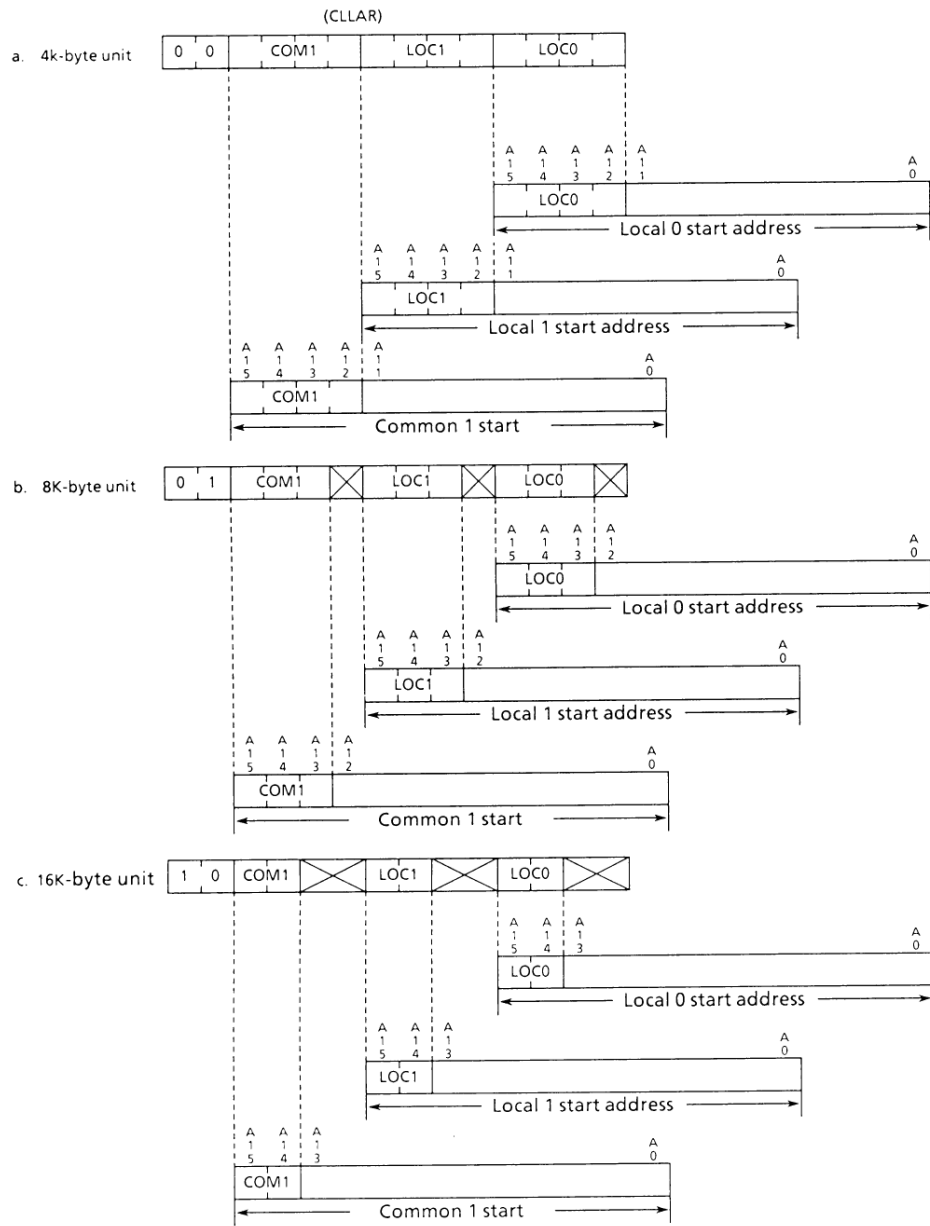 (CLLAR)
a. 4k-byte unit
0 0 COM1 LOC1 LOC0
A15 A14 A13 A12 A11 A0
LOC0
Local 0 start address
A15 A14 A13 A12 A11 A0
LOC1
Local 1 start address
A15 A14 A13 A12 A11 A0
COM1
Common 1 start
b. 8K-byte unit
0 1 COM1 LOC1 LOC0
A15 A14 A13 A12 A0
LOC0
Local 0 start address
A15 A14 A13 A12 A0
LOC1
Local 1 start address
A15 A14 A13 A12 A0
COM1
Common 1 start
c. 16K-byte unit
1 0 COM1 LOC1 LOC0
A15 A14 A13 A0
LOC0
Local 0 start address
A15 A14 A13 A0
LOC1
Local 1 start address
A15 A14 A13 A0
COM1
Common 1 start